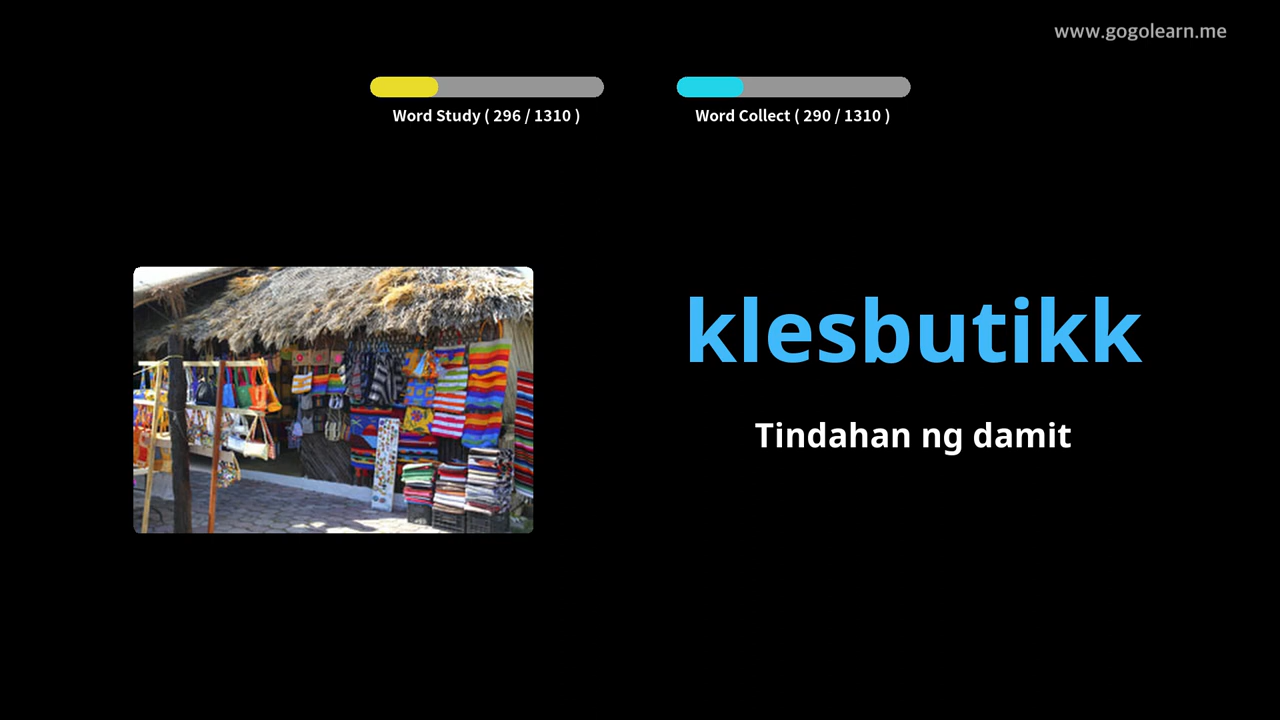 www.gogolearn.me
Word Study ( 296 / 1310 )
Word Collect ( 290 / 1310 )
klesbutikk
Tindahan ng damit